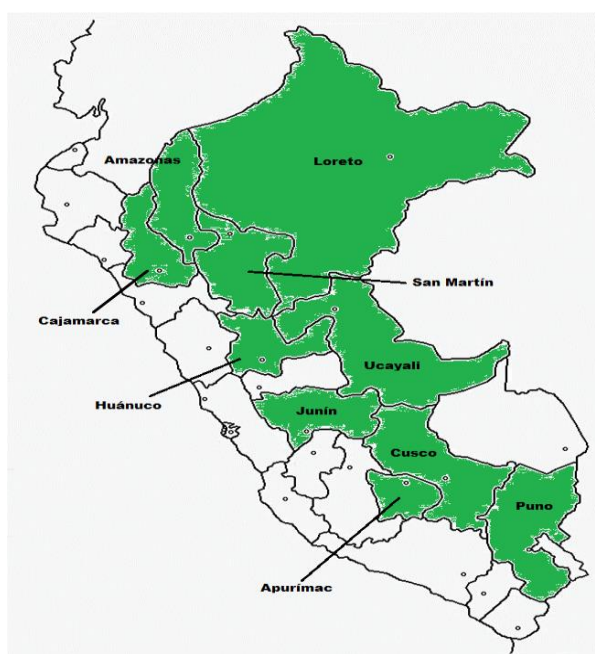 Amazonas
Loreto
San Martín
Cajamarca
Ucayali
Huánuco
Junín
Cusco
Puno
Apurímac